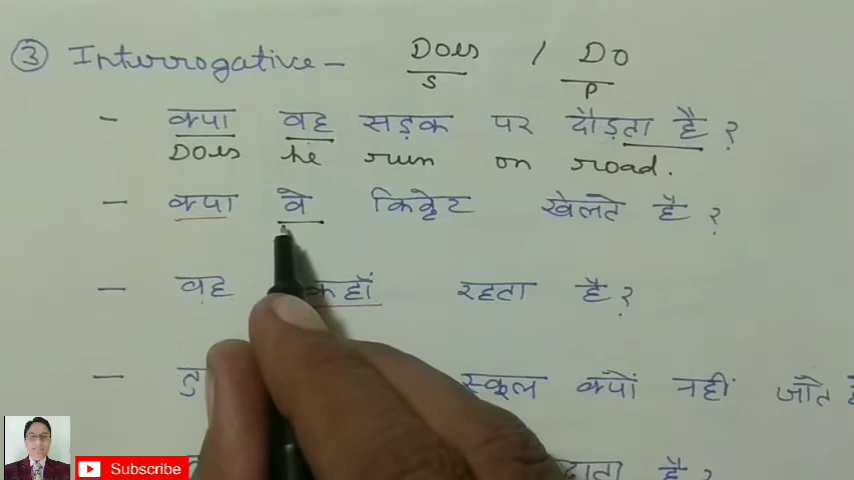 ③ Interrogative - Does / Do
S P
- क्या वह सड़क पर दौड़ता है ?
Does he run on road.
- क्या वे क्रिकेट खेलते है ?
- वह कहाँ रहता है ?
- स्कूल क्यों नहीं जाते
है ?
Subscribe